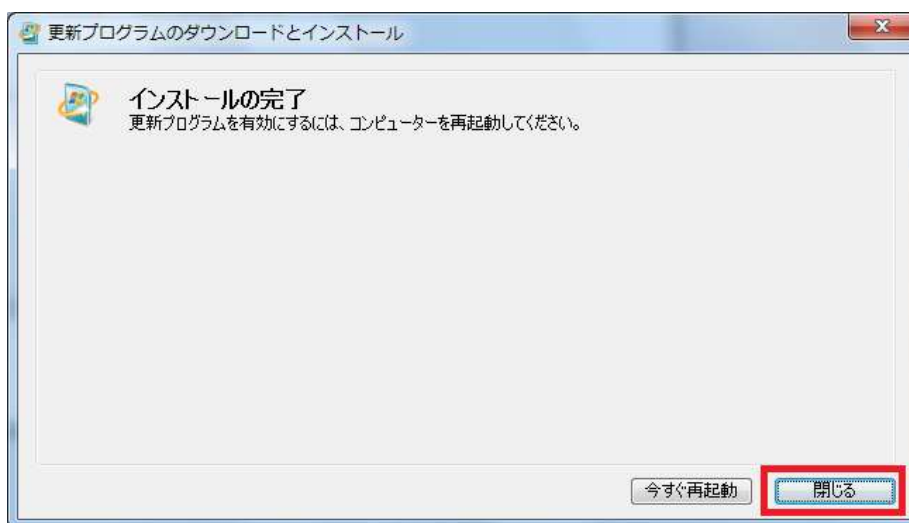 更新プログラムのダウンロードとインストール
インストールの完了
更新プログラムを有効にするには、コンピューターを再起動してください。
今すぐ再起動
閉じる